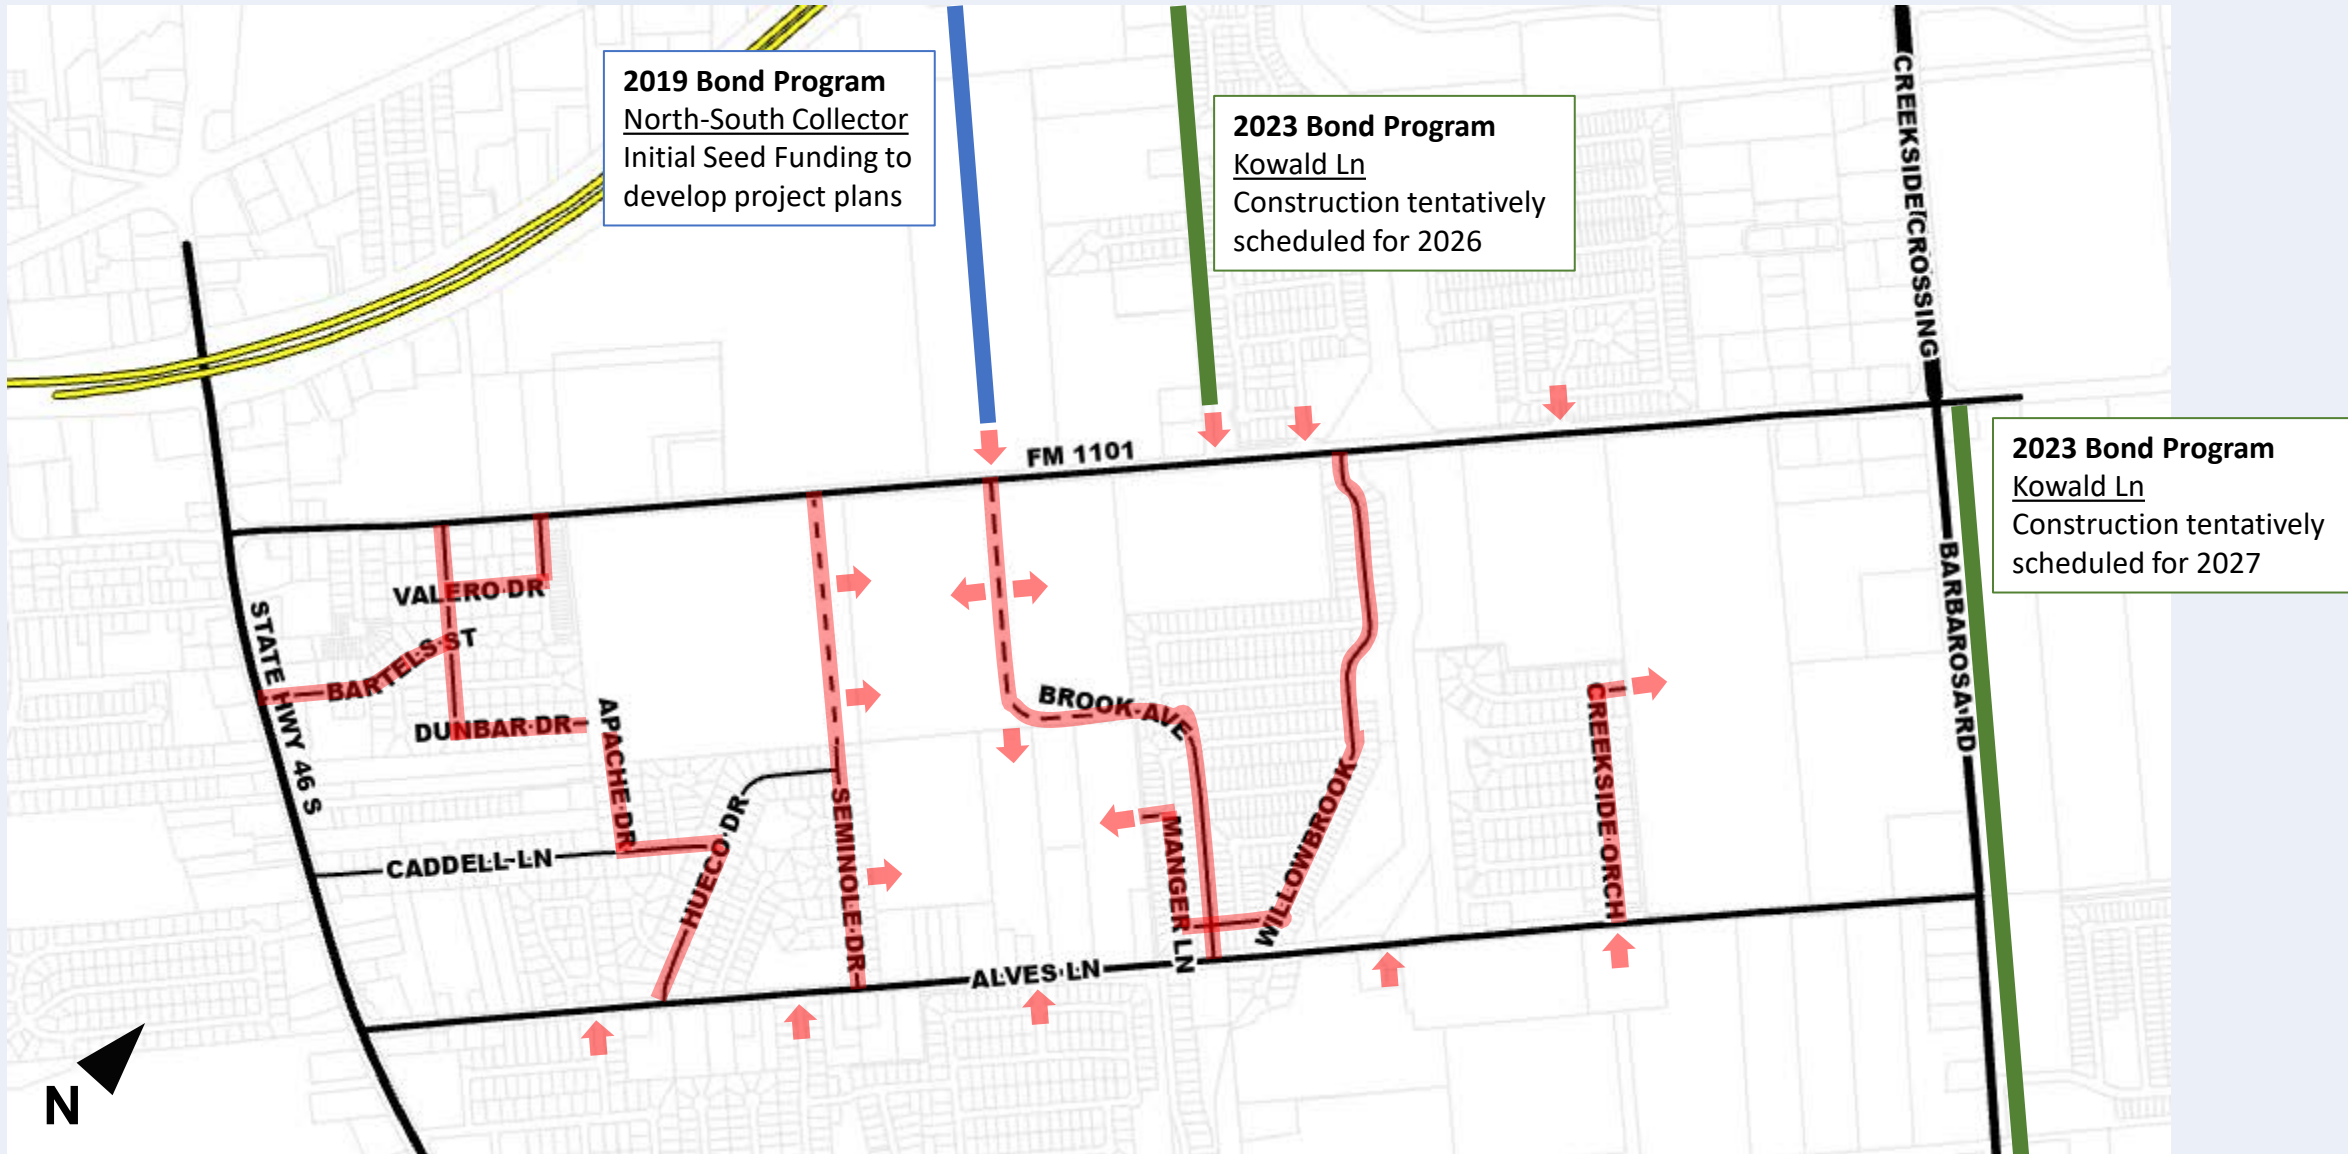 2019 Bond Program
North-South Collector
Initial Seed Funding to
develop project plans
2023 Bond Program
Kowald Ln
Construction tentatively
scheduled for 2026
CREEKSIDE CROSSING
FM 1101
2023 Bond Program
Kowald Ln
Construction tentatively
scheduled for 2027
VALERO DR
BARTELS ST
DUNBAR DR
STATE HWY 46 S
APACHE DR
CADDELL LN
HUECO DR
SEMINOLE DR
BROOK AVE
MANGER LN
WILLOWBROOK
CREEKSIDE ORCH
BARBAROSA RD
ALVES LN
N